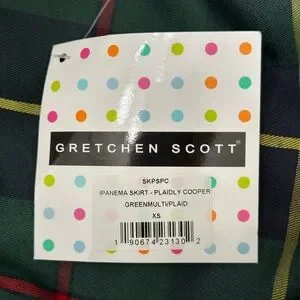 GRETCHEN SCOTT®
SKPSPC
IPANEMA SKIRT - PLAIDLY COOPER
GREENMULTI/PLAID
XS
1 90674 23130 2